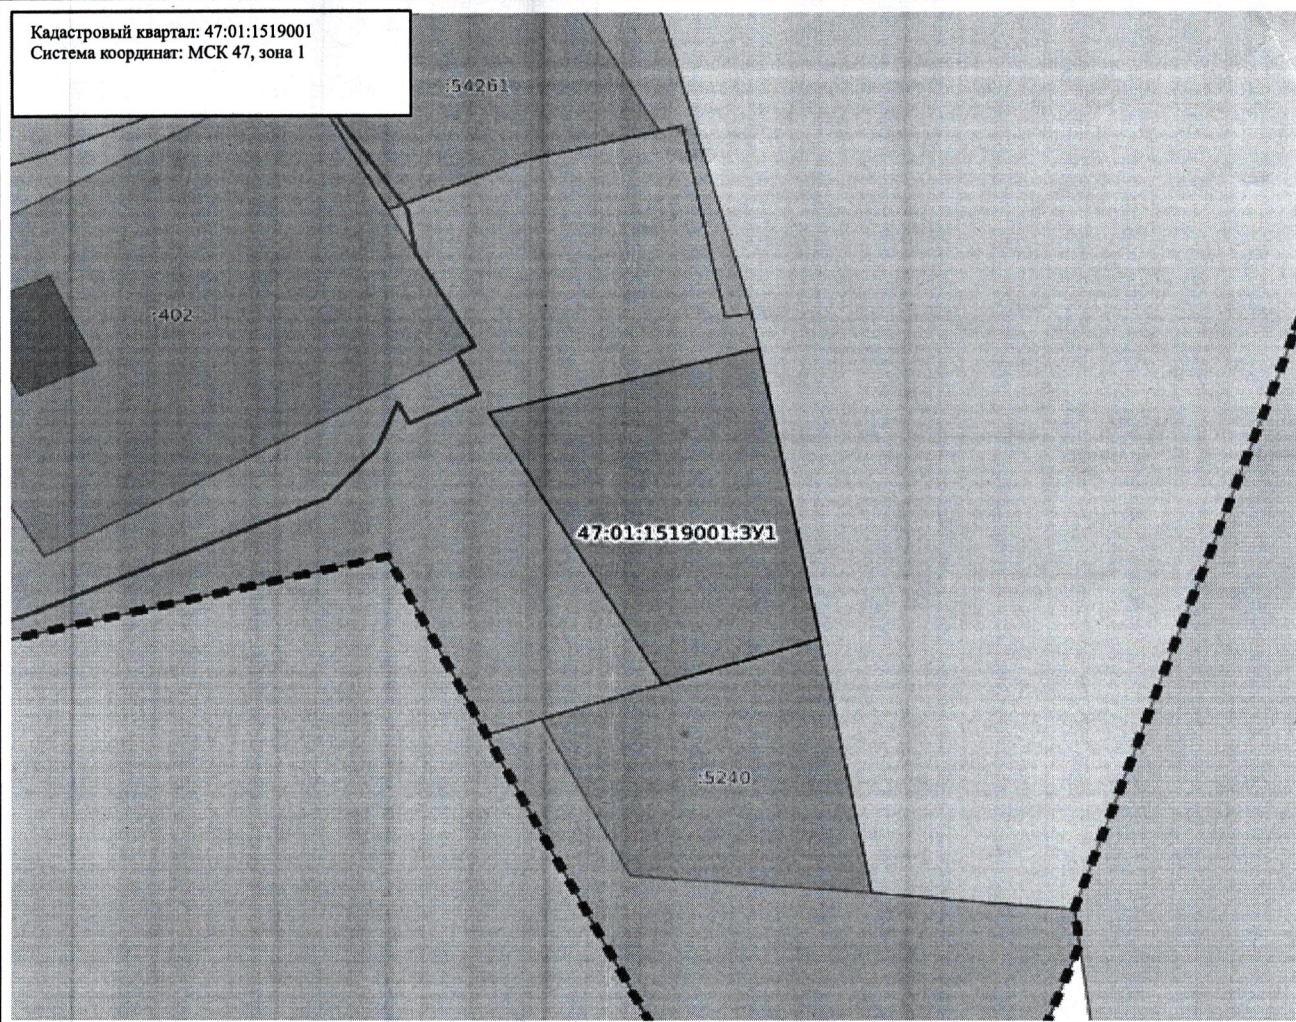 Кадастровый квартал: 47:01:1519001
Система координат: МСК 47, зона 1
:54261
:402
47:01:1519001:ЗУ1
:5240